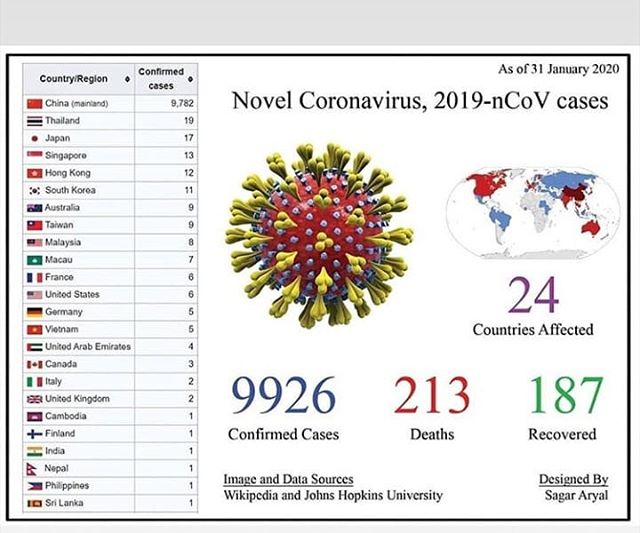 Country/Region Confirmed cases
China (mainland) 9,782
Thailand 19
Japan 17
Singapore 13
Hong Kong 12
South Korea 11
Australia 9
Taiwan 9
Malaysia 8
Macau 7
France 6
United States 6
Germany 5
Vietnam 5
United Arab Emirates 4
Canada 3
Italy 2
United Kingdom 2
Cambodia 1
Finland 1
India 1
Nepal 1
Philippines 1
Sri Lanka 1
As of 31 January 2020
Novel Coronavirus, 2019-nCoV cases
24
Countries Affected
9926
Confirmed Cases
213
Deaths
187
Recovered
Image and Data Sources
Wikipedia and Johns Hopkins University
Designed By
Sagar Aryal